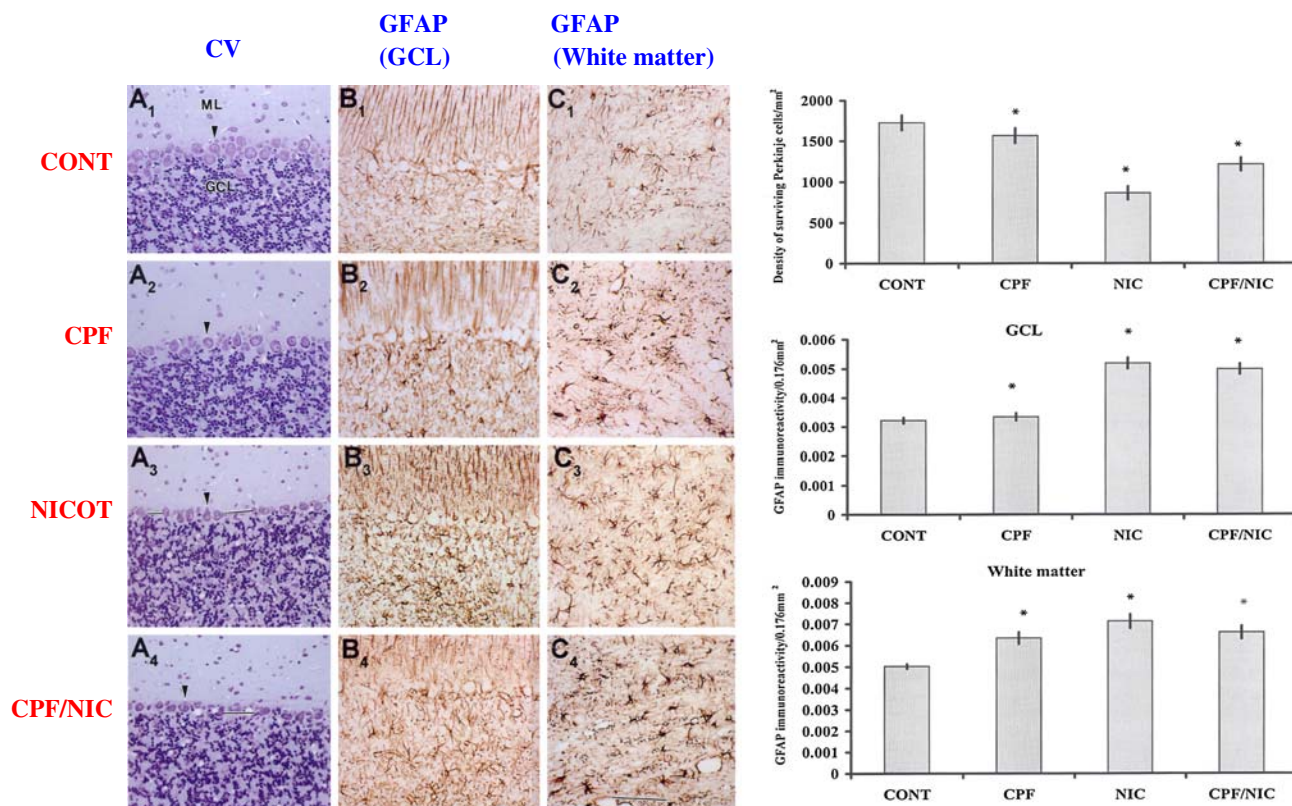 CV
GFAP
(GCL)
GFAP
(White matter)
CONT
A1
ML
GCL
B1
C1
CPF
A2
B2
C2
NICOT
A3
B3
C3
CPF/NIC
A4
B4
C4
Density of surviving Perkinje cells/mm2
2000
1500
1000
500
0
*
*
*
CONT CPF NIC CPF/NIC
GCL
GFAP immunoreactivity/0.176mm2
0.006
0.005
0.004
0.003
0.002
0.001
0
*
*
*
CONT CPF NIC CPF/NIC
White matter
GFAP immunoreactivity/0.176mm2
0.009
0.008
0.007
0.006
0.005
0.004
0.003
0.002
0.001
0
*
*
*
CONT CPF NIC CPF/NIC